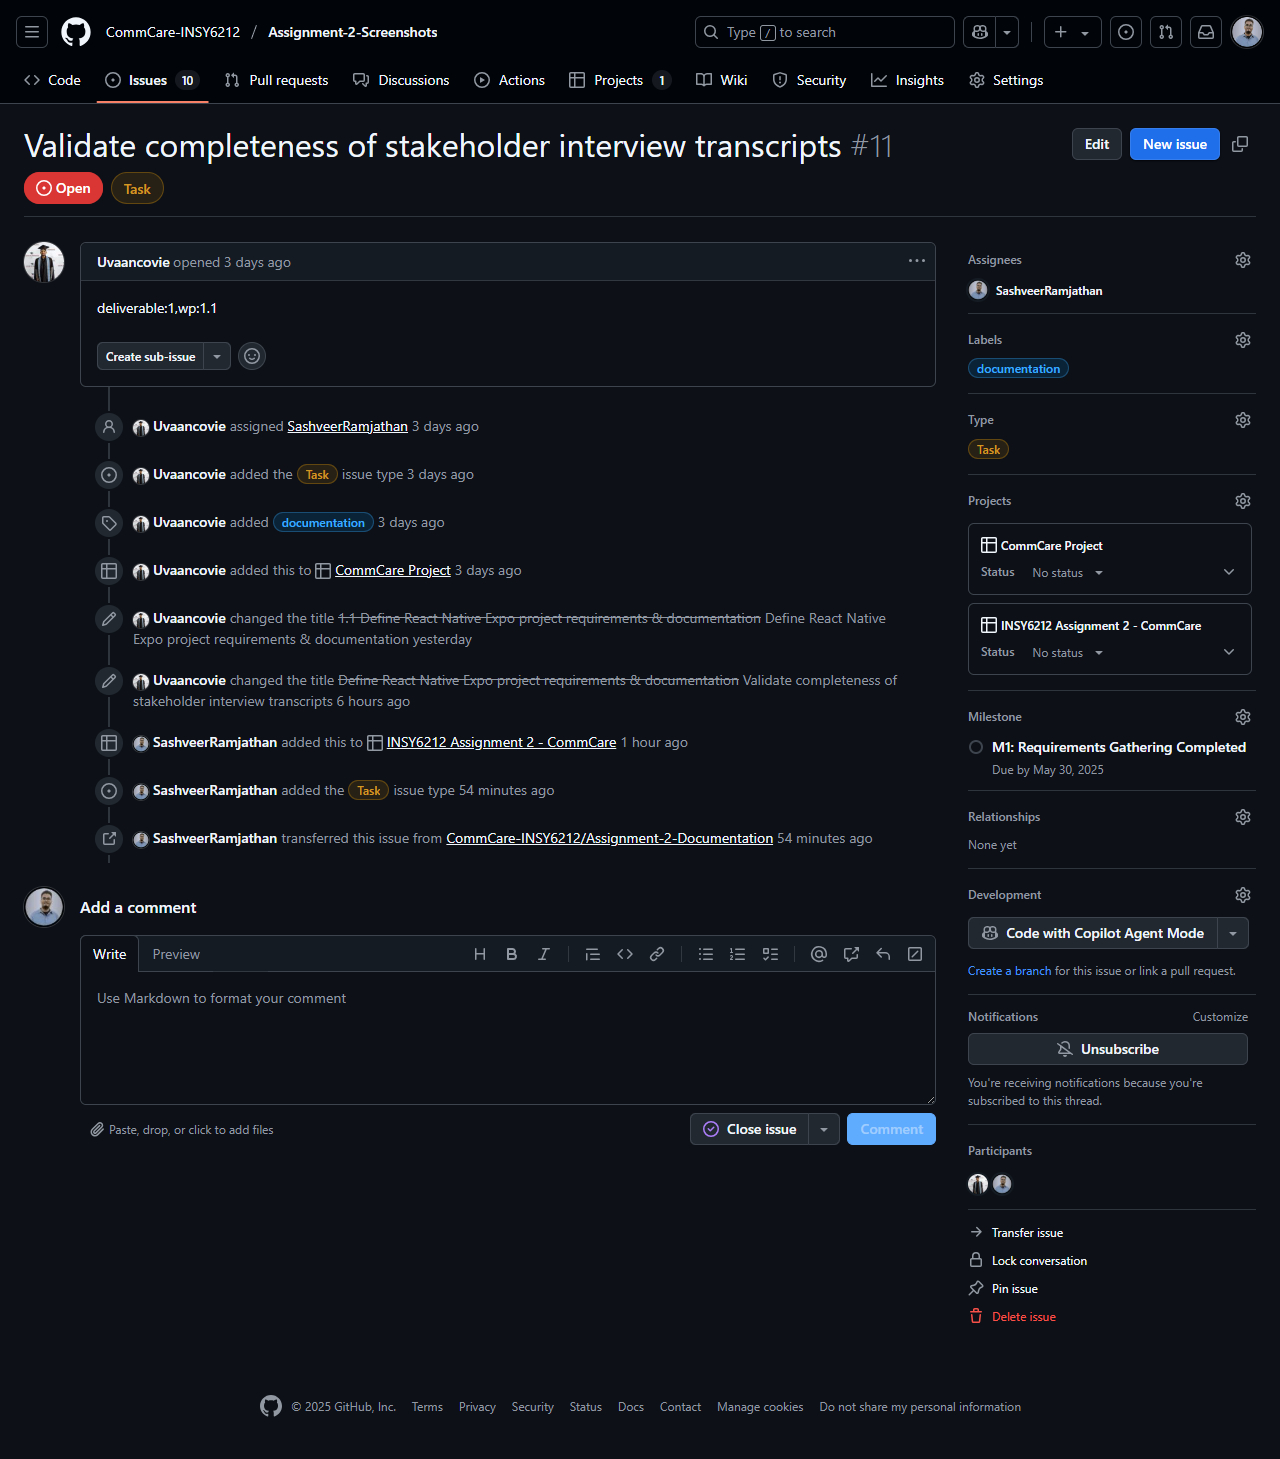 CommCare-INSY6212 / Assignment-2-Screenshots
Type / to search
Code
Issues 10
Pull requests
Discussions
Actions
Projects 1
Wiki
Security
Insights
Settings
Validate completeness of stakeholder interview transcripts #11
Edit
New issue
Open
Task
Uvaancovie opened 3 days ago
deliverable:1,wp:1.1
Create sub-issue
Uvaancovie assigned SashveerRamjathan 3 days ago
Uvaancovie added the Task issue type 3 days ago
Uvaancovie added documentation 3 days ago
Uvaancovie added this to CommCare Project 3 days ago
Uvaancovie changed the title 1.1 Define React Native Expo project requirements & documentation Define React Native
Expo project requirements & documentation yesterday
Uvaancovie changed the title Define React Native Expo project requirements & documentation Validate completeness of
stakeholder interview transcripts 6 hours ago
SashveerRamjathan added this to INSY6212 Assignment 2 - CommCare 1 hour ago
SashveerRamjathan added the Task issue type 54 minutes ago
SashveerRamjathan transferred this issue from CommCare-INSY6212/Assignment-2-Documentation 54 minutes ago
Add a comment
Write
Preview
Use Markdown to format your comment
Paste, drop, or click to add files
Close issue
Comment
Assignees
SashveerRamjathan
Labels
documentation
Type
Task
Projects
CommCare Project
Status No status
INSY6212 Assignment 2 - CommCare
Status No status
Milestone
M1: Requirements Gathering Completed
Due by May 30, 2025
Relationships
None yet
Development
Code with Copilot Agent Mode
Create a branch for this issue or link a pull request.
Notifications
Customize
Unsubscribe
You're receiving notifications because you're
subscribed to this thread.
Participants
Transfer issue
Lock conversation
Pin issue
Delete issue
© 2025 GitHub, Inc.
Terms
Privacy
Security
Status
Docs
Contact
Manage cookies
Do not share my personal information